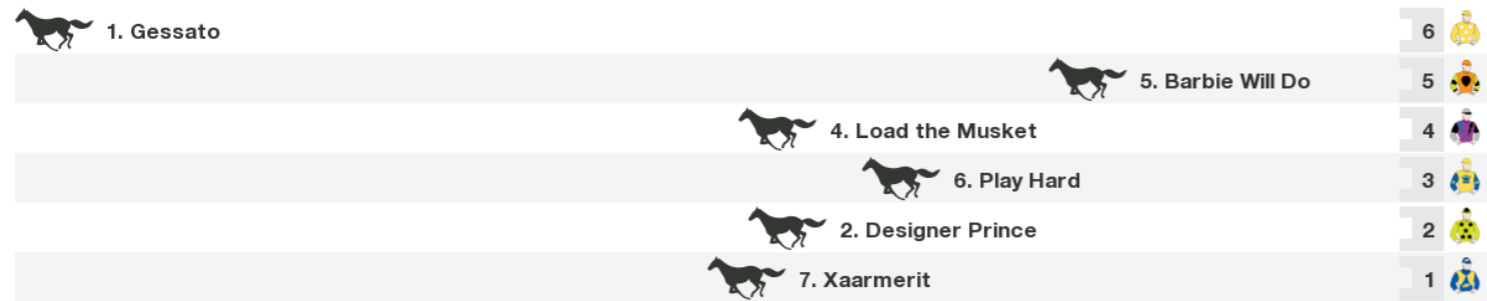 1. Gessato 6
5. Barbie Will Do 5
4. Load the Musket 4
6. Play Hard 3
2. Designer Prince 2
7. Xaarmerit 1